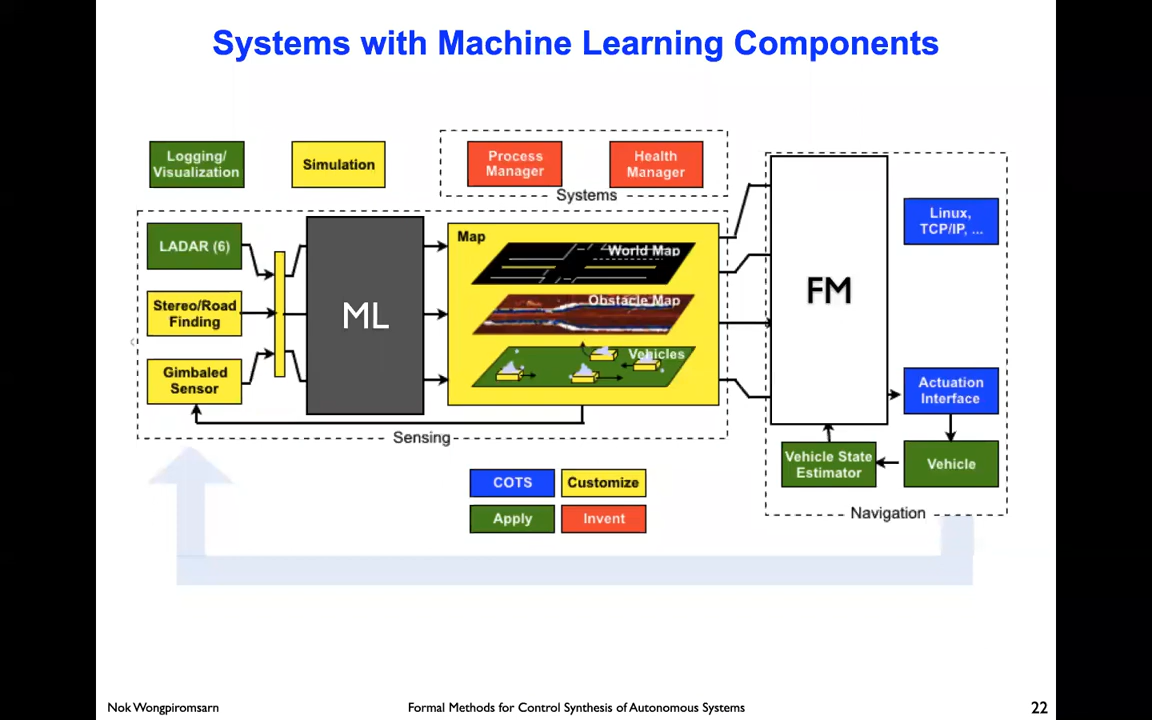 Systems with Machine Learning Components
Logging/
Visualization
Simulation
Process
Manager
Health
Manager
Systems
LADAR (6)
Stereo/Road
Finding
Gimbaled
Sensor
ML
Map
World Map
Obstacle Map
Vehicles
Sensing
FM
Linux,
TCP/IP, ...
Actuation
Interface
Vehicle State
Estimator
Vehicle
Navigation
COTS
Customize
Apply
Invent
Nok Wongpiromsarn
Formal Methods for Control Synthesis of Autonomous Systems
22